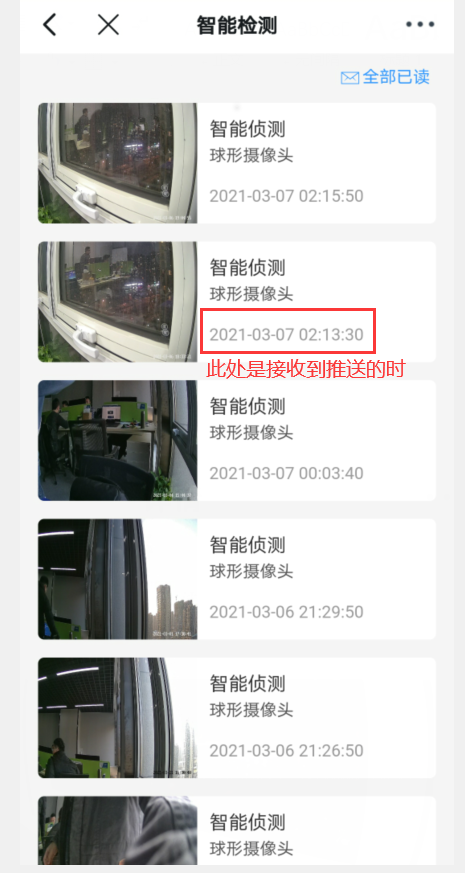 智能检测
全部已读
智能侦测
球形摄像头
2021-03-07 02:15:50
智能侦测
球形摄像头
2021-03-07 02:13:30
此处是接收到推送的时
智能侦测
球形摄像头
2021-03-07 00:03:40
智能侦测
球形摄像头
2021-03-06 21:29:50
智能侦测
球形摄像头
2021-03-06 21:26:50
智能侦测
球形摄像头